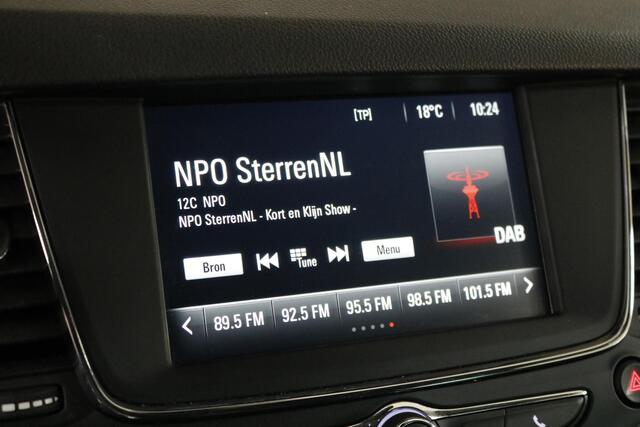 [TP] 18°C 10:24
NPO SterrenNL
12C NPO
NPO SterrenNL - Kort en Klijn Show -
DAB
Bron Tune Menu
89.5 FM 92.5 FM 95.5 FM 98.5 FM 101.5 FM